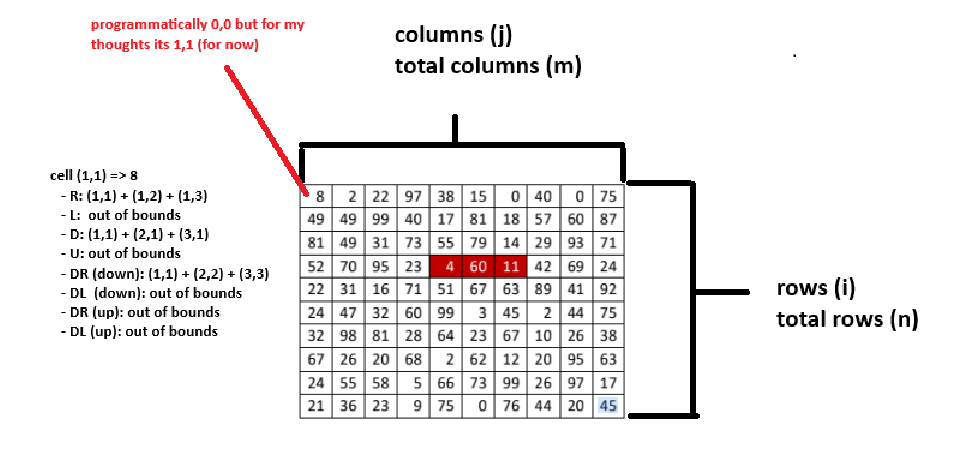 programmatically 0,0 but for my
thoughts its 1,1 (for now)
columns (j)
total columns (m)
cell (1,1) => 8
- R: (1,1) + (1,2) + (1,3)
- L:  out of bounds
- D: (1,1) + (2,1) + (3,1)
- U: out of bounds
- DR (down): (1,1) + (2,2) + (3,3)
- DL  (down): out of bounds
- DR (up): out of bounds
- DL (up): out of bounds
8 2 22 97 38 15 0 40 0 75
49 49 99 40 17 81 18 57 60 87
81 49 31 73 55 79 14 29 93 71
52 70 95 23 4 60 11 42 69 24
22 31 16 71 51 67 63 89 41 92
24 47 32 60 99 3 45 2 44 75
32 98 81 28 64 23 67 10 26 38
67 26 20 68 2 62 12 20 95 63
24 55 58 5 66 73 99 26 97 17
21 36 23 9 75 0 76 44 20 45
rows (i)
total rows (n)